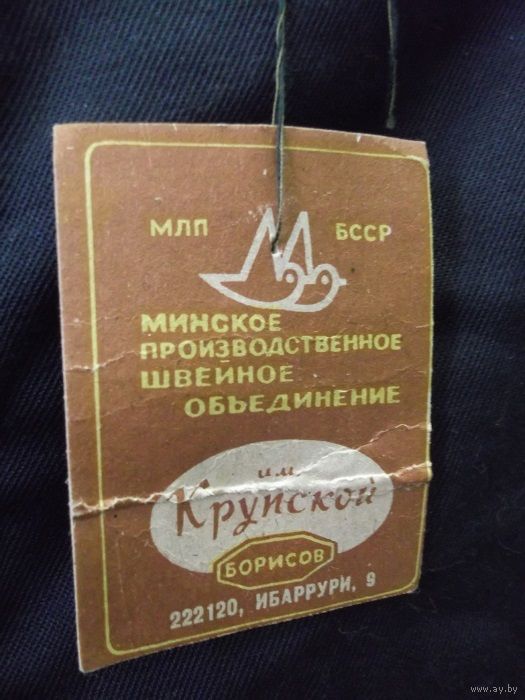 МЛП БССР
МИНСКОЕ
ПРОИЗВОДСТВЕННОЕ
ШВЕЙНОЕ
ОБЪЕДИНЕНИЕ
им.
Крупской
БОРИСОВ
222120, ИБАРРУРИ, 9
www.ay.by